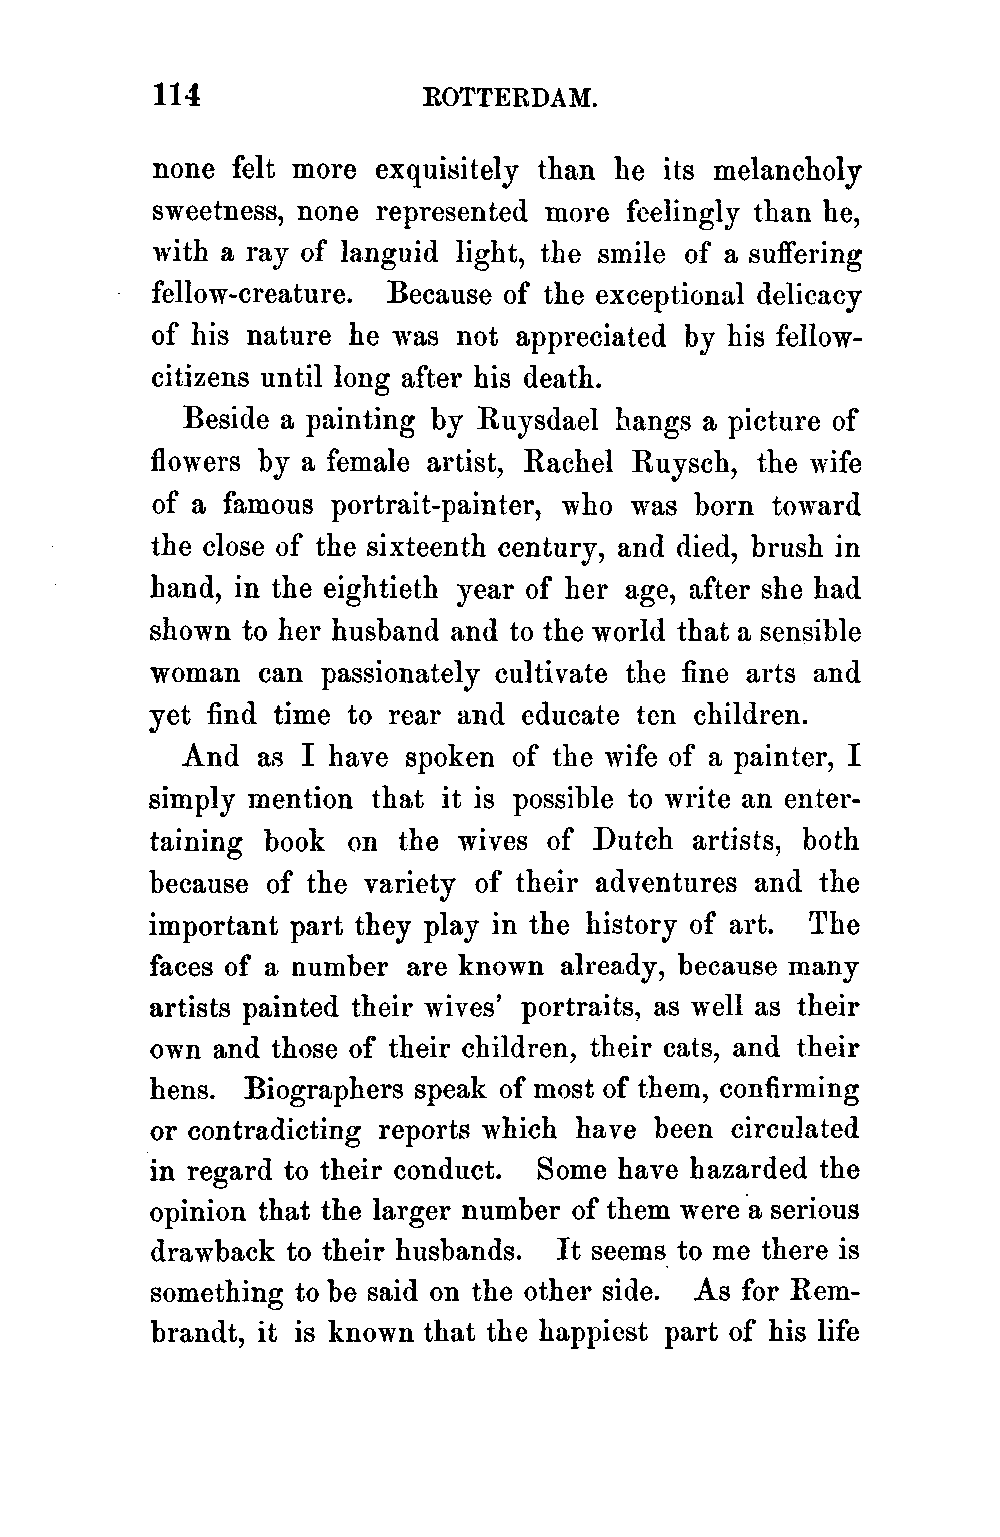 114 ROTTERDAM.
none felt more exquisitely than he its melancholy
sweetness, none represented more feelingly than he,
with a ray of languid light, the smile of a suffering
fellow-creature. Because of the exceptional delicacy
of his nature he was not appreciated by his fellow-
citizens until long after his death.
Beside a painting by Ruysdael hangs a picture of
flowers by a female artist, Rachel Ruysch, the wife
of a famous portrait-painter, who was born toward
the close of the sixteenth century, and died, brush in
hand, in the eightieth year of her age, after she had
shown to her husband and to the world that a sensible
woman can passionately cultivate the fine arts and
yet find time to rear and educate ten children.
And as I have spoken of the wife of a painter, I
simply mention that it is possible to write an enter-
taining book on the wives of Dutch artists, both
because of the variety of their adventures and the
important part they play in the history of art. The
faces of a number are known already, because many
artists painted their wives' portraits, as well as their
own and those of their children, their cats, and their
hens. Biographers speak of most of them, confirming
or contradicting reports which have been circulated
in regard to their conduct. Some have hazarded the
opinion that the larger number of them were a serious
drawback to their husbands. It seems to me there is
something to be said on the other side. As for Rem-
brandt, it is known that the happiest part of his life